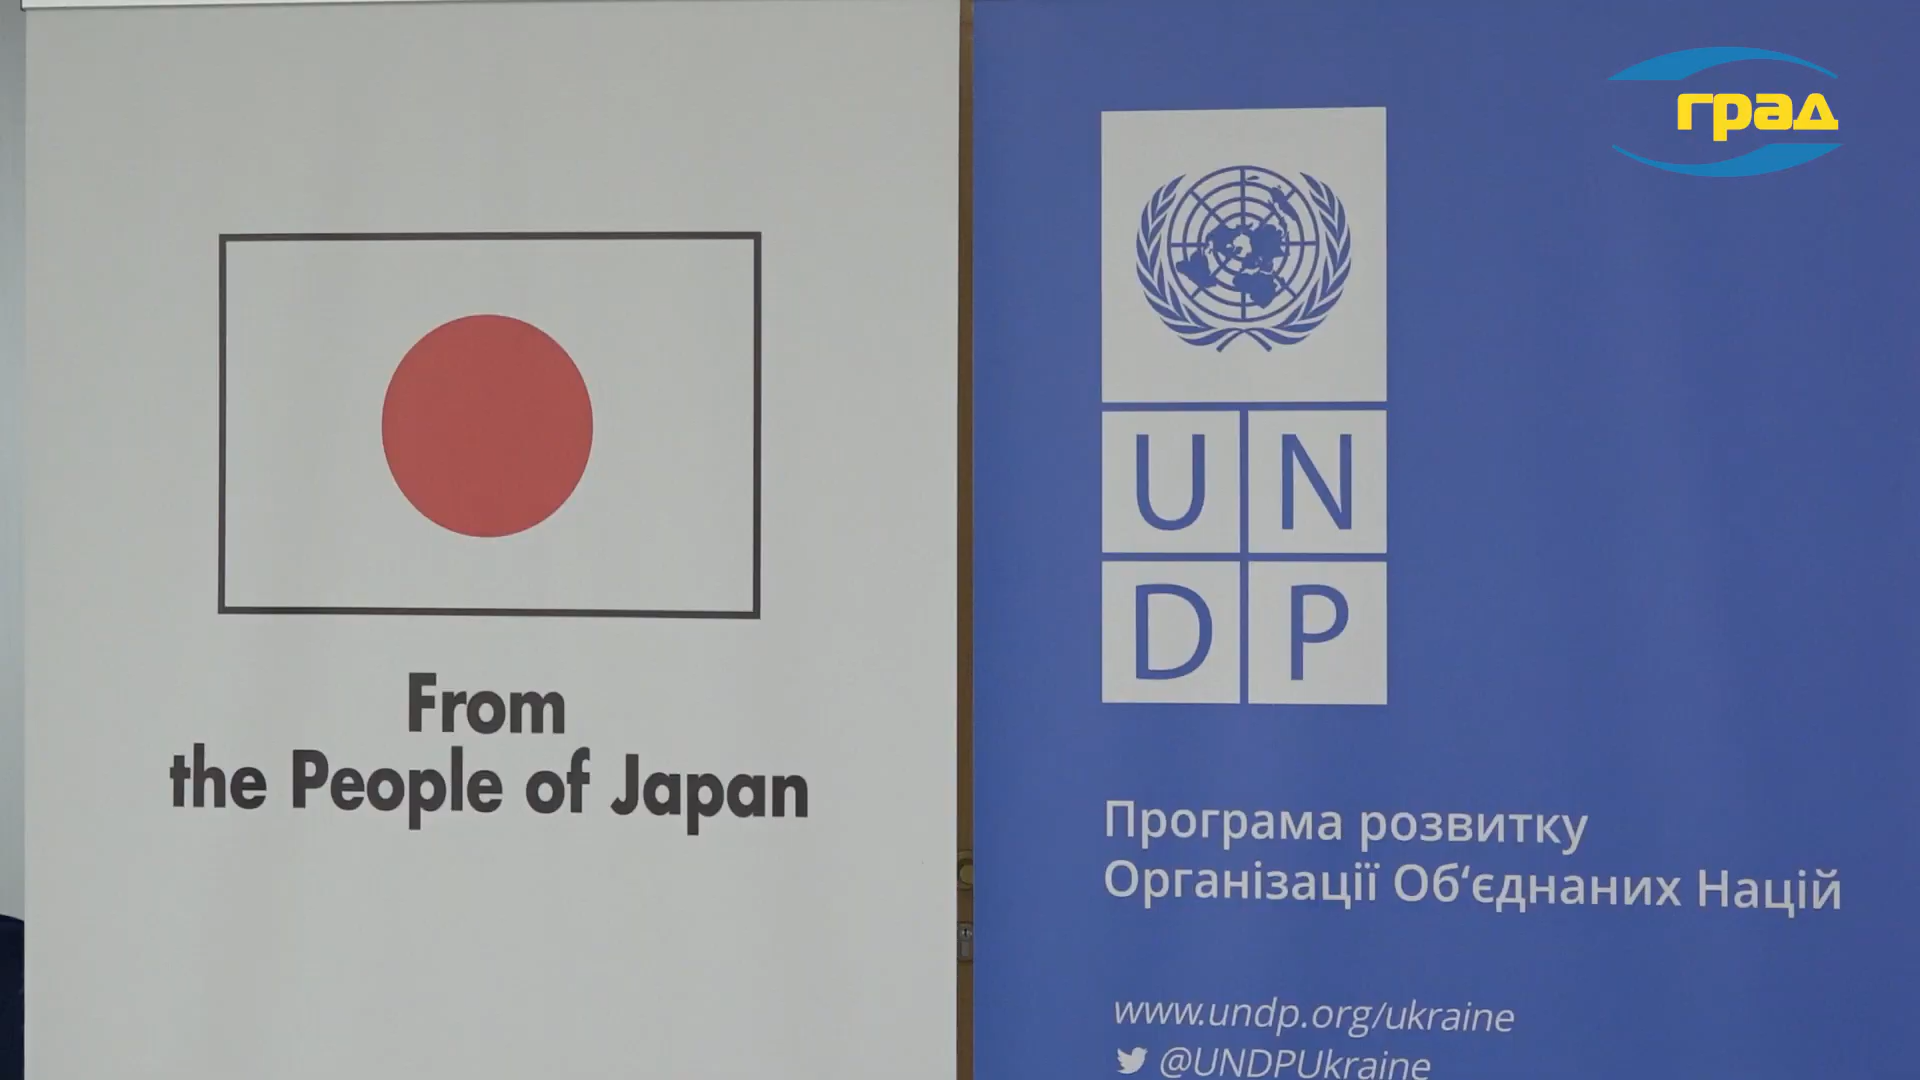 град
From
the People of Japan
U N
D P
Програма розвитку
Організації Об‘єднаних Націй
www.undp.org/ukraine
@UNDPUkraine